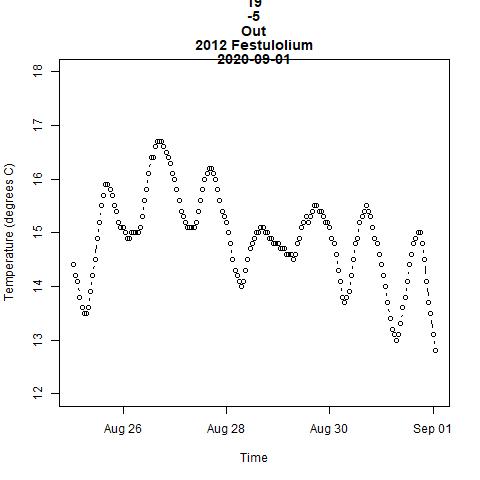 19
-5
Out
2012 Festulolium
2020-09-01
18
17
16
15
14
13
12
Temperature (degrees C)
Aug 26 Aug 28 Aug 30 Sep 01
Time